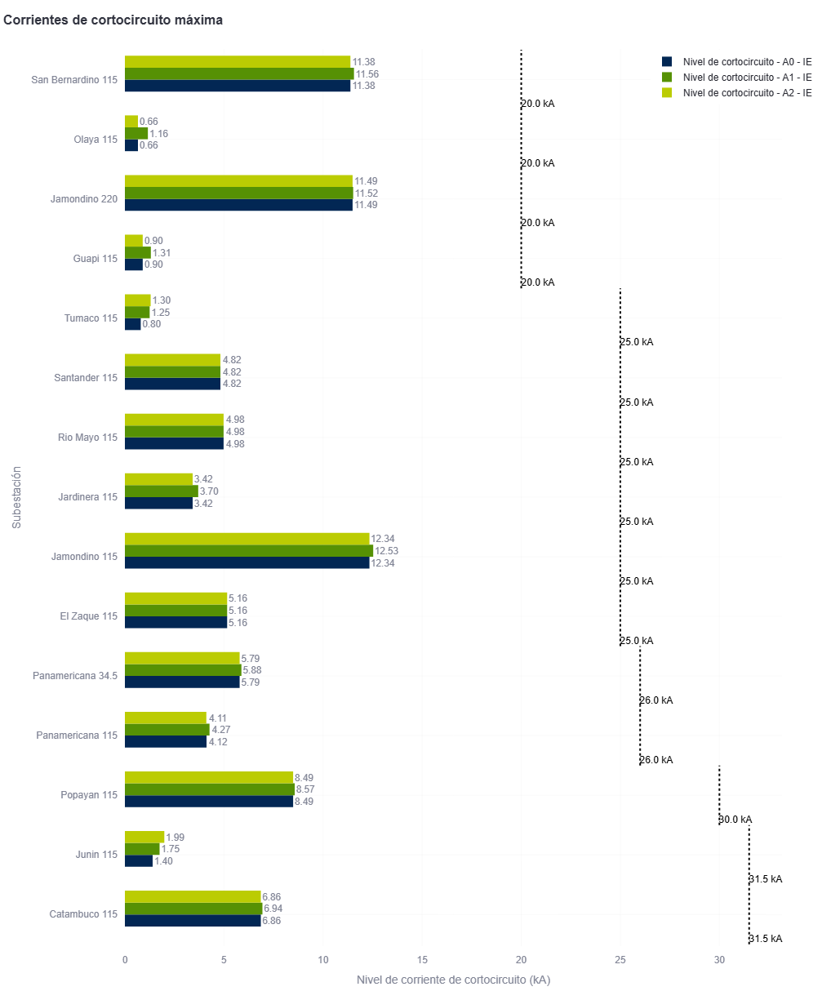 Corrientes de cortocircuito máxima
Nivel de cortocircuito - A0 - IE
Nivel de cortocircuito - A1 - IE
Nivel de cortocircuito - A2 - IE
San Bernardino 115
11.38
11.56
11.38
20.0 kA
Olaya 115
0.66
1.16
0.66
20.0 kA
Jamondino 220
11.49
11.52
11.49
20.0 kA
Guapi 115
0.90
1.31
0.90
20.0 kA
Tumaco 115
1.30
1.25
0.80
25.0 kA
Santander 115
4.82
4.82
4.82
25.0 kA
Rio Mayo 115
4.98
4.98
4.98
25.0 kA
Jardinera 115
3.42
3.70
3.42
25.0 kA
Jamondino 115
12.34
12.53
12.34
25.0 kA
El Zaque 115
5.16
5.16
5.16
25.0 kA
Panamericana 34.5
5.79
5.88
5.79
26.0 kA
Panamericana 115
4.11
4.27
4.12
26.0 kA
Popayan 115
8.49
8.57
8.49
30.0 kA
Junin 115
1.99
1.75
1.40
31.5 kA
Catambuco 115
6.86
6.94
6.86
31.5 kA
Subestación
0 5 10 15 20 25 30
Nivel de corriente de cortocircuito (kA)